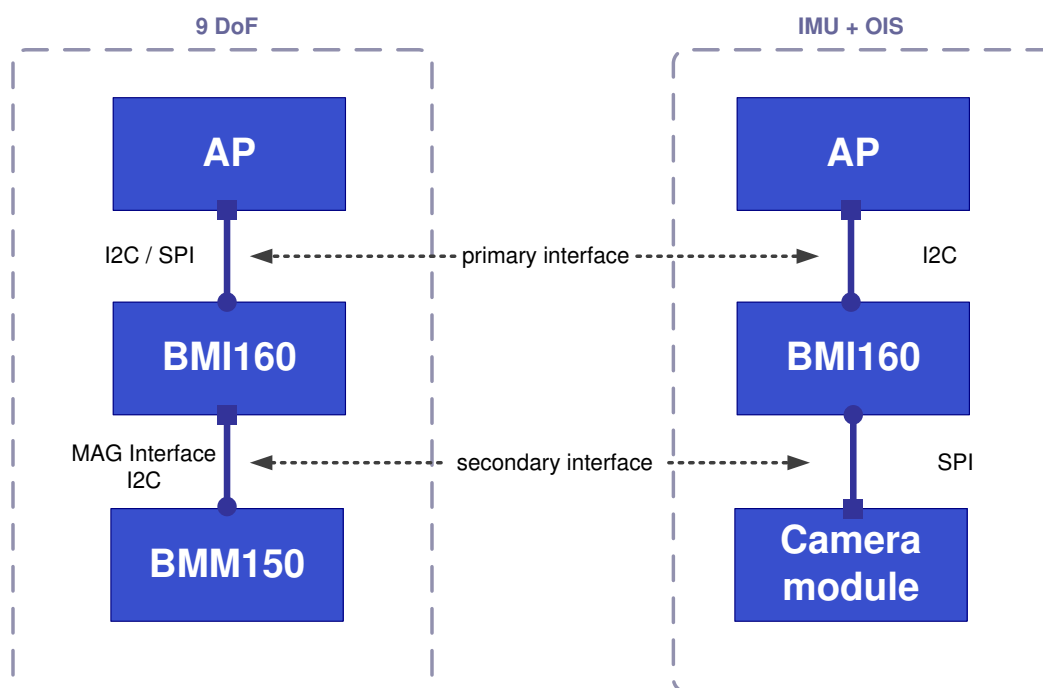 9 DoF
IMU + OIS
AP
AP
I2C / SPI
primary interface
I2C
BMI160
BMI160
MAG Interface
I2C
secondary interface
SPI
BMM150
Camera
module